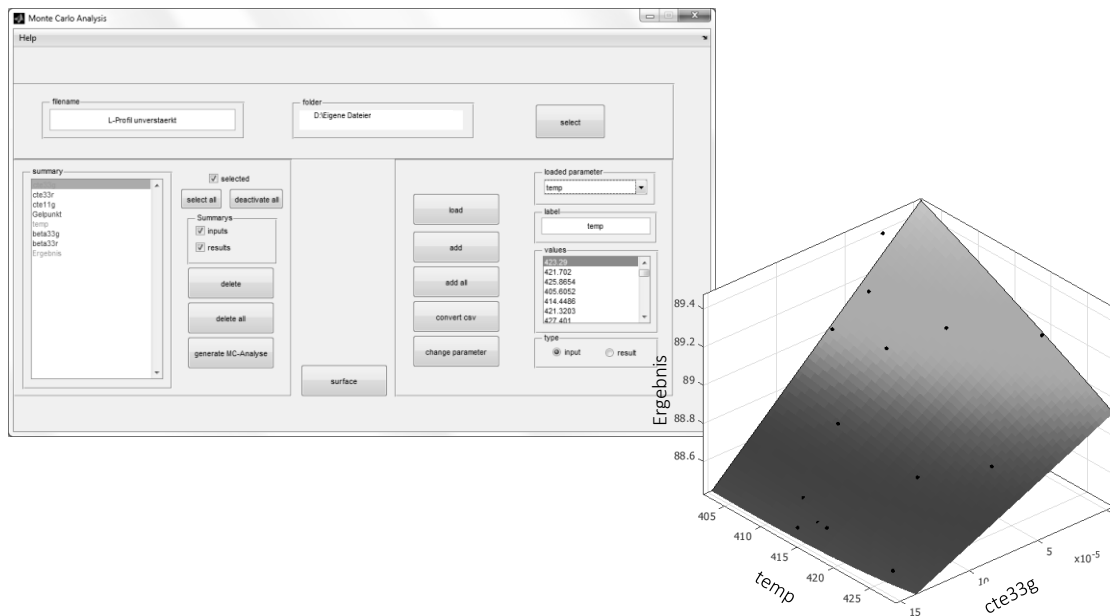 Monte Carlo Analysis
Help
filename
L-Profil unverstaerkt
folder
D:\Eigene Dateier
select
summary
cte33r
cte11g
Gelpunkt
temp
beta33g
beta33r
Ergebnis
selected
select all
deactivate all
Summarys
inputs
results
delete
delete all
generate MC-Analyse
surface
load
add
add all
convert csv
change parameter
loaded parameter
temp
label
temp
values
423.29
421.702
425.8654
405.6052
414.4486
421.3203
427.401
type
input
result
89.4
89.2
89
88.8
88.6
Ergebnis
405
410
415
420
425
temp
5
x10-5
10
15
cte33g